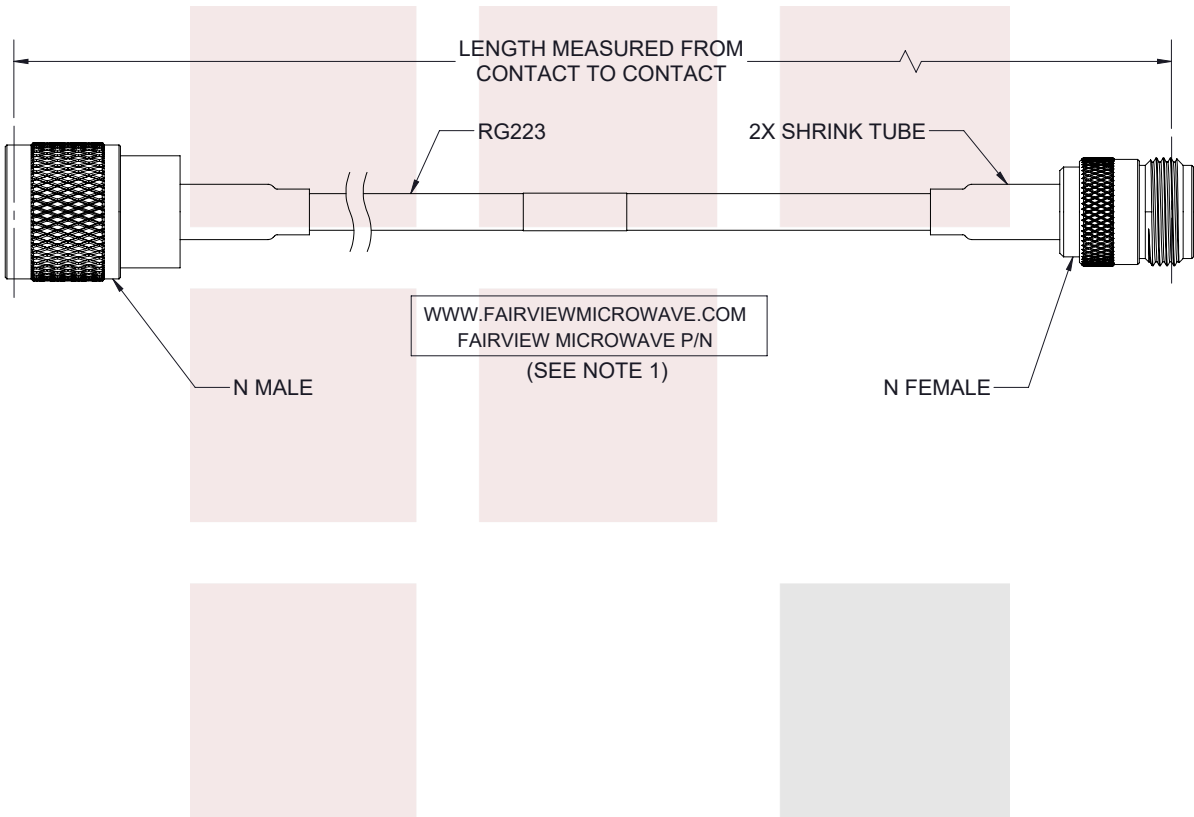 LENGTH MEASURED FROM
CONTACT TO CONTACT
RG223
2X SHRINK TUBE
WWW.FAIRVIEWMICROWAVE.COM
FAIRVIEW MICROWAVE P/N
(SEE NOTE 1)
N MALE
N FEMALE